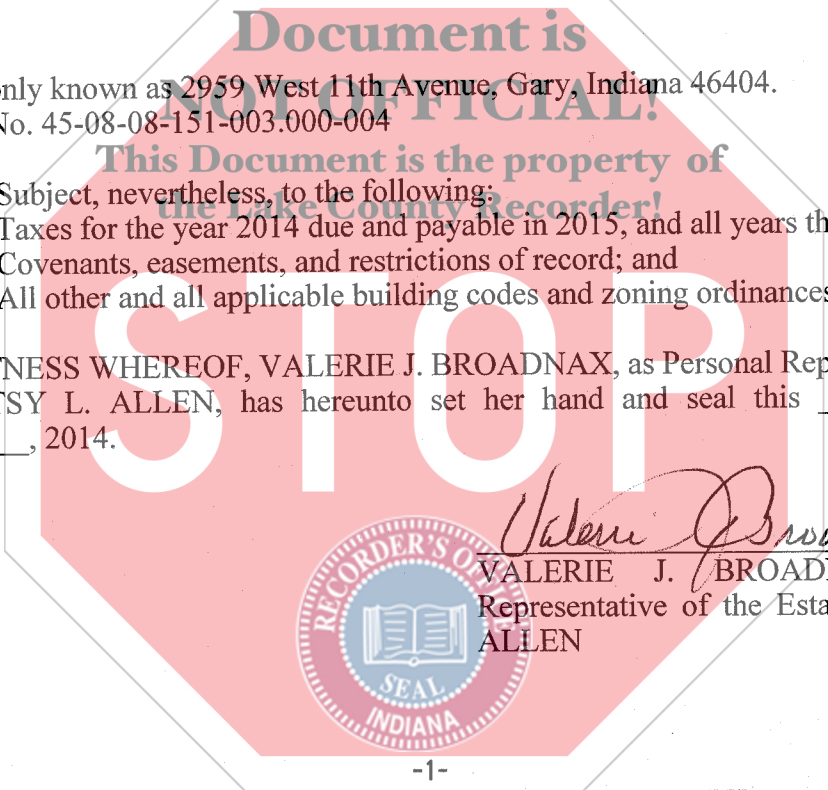 Document is
only known as 2959 West 11th Avenue, Gary, Indiana 46404.
NOT OFFICIAL!
No. 45-08-08-151-003.000-004
This Document is the property of
Subject, nevertheless, to the following:
the Lake County Recorder!
Taxes for the year 2014 due and payable in 2015, and all years th
Covenants, easements, and restrictions of record; and
All other and all applicable building codes and zoning ordinances
STOP
TNESS WHEREOF, VALERIE J. BROADNAX, as Personal Rep
TSY L. ALLEN, has hereunto set her hand and seal this _
__, 2014.
Valerie J Broa
VALERIE J. BROADN
Representative of the Esta
ALLEN
RECORDER'S OFFICE
SEAL
INDIANA
-1-